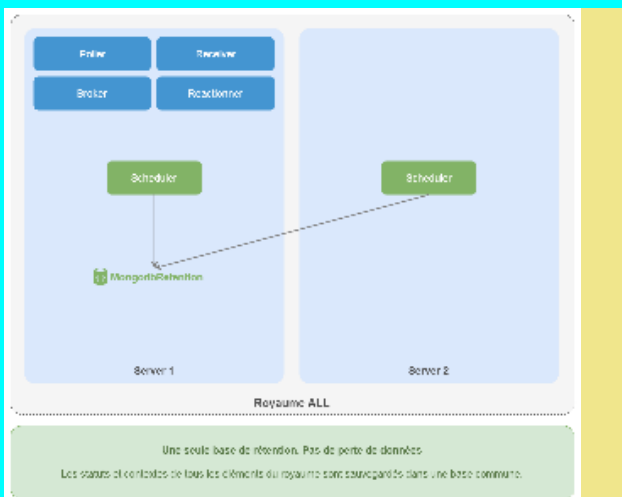 Poller
Receiver
Broker
Reactionner
Scheduler
Scheduler
MongodbRetention
Server 1
Server 2
Royaume ALL
Une seule base de rétention. Pas de perte de données
Les statuts et contextes de tous les éléments du royaume sont sauvegardés dans une base commune.